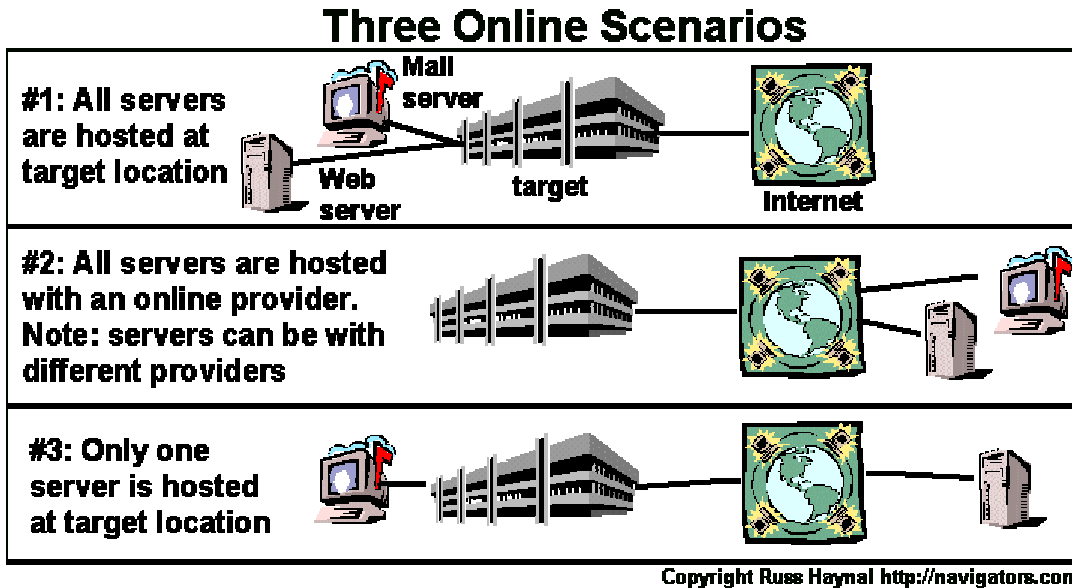 Three Online Scenarios
#1: All servers
are hosted at
target location
Mail
server
Web
server
target
Internet
#2: All servers are hosted
with an online provider.
Note: servers can be with
different providers
#3: Only one
server is hosted
at target location
Copyright Russ Haynal http://navigators.com